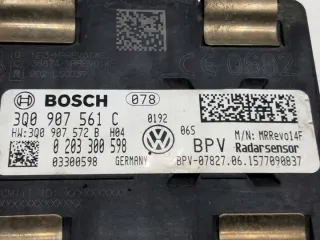 BOSCH 078
3Q0 907 561 C 0192
HW:3Q0 907 572 B H04 06S M/N: MRRevo14F
0 203 300 598 BPV Radarsensor
03300598 GERMANY BPV-07827.06.1577090837